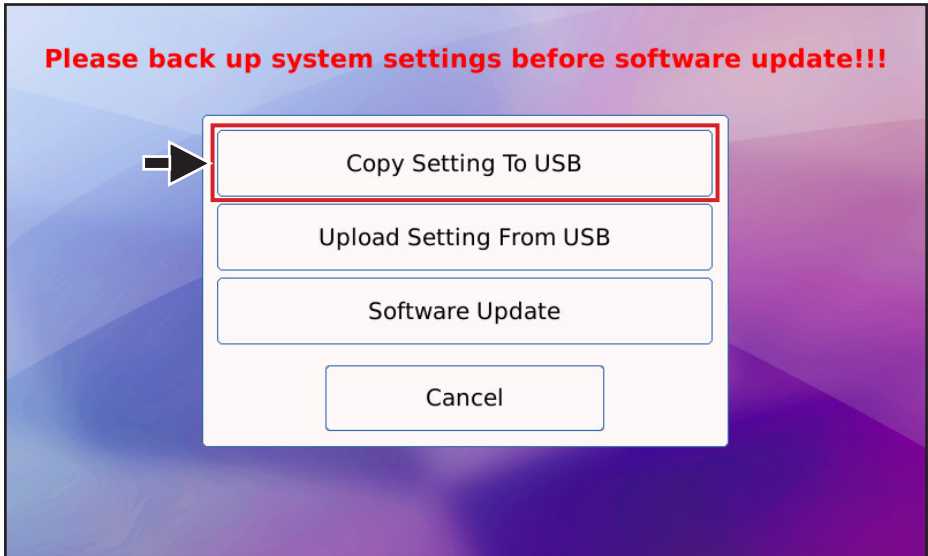 Please back up system settings before software update!!!
Copy Setting To USB
Upload Setting From USB
Software Update
Cancel